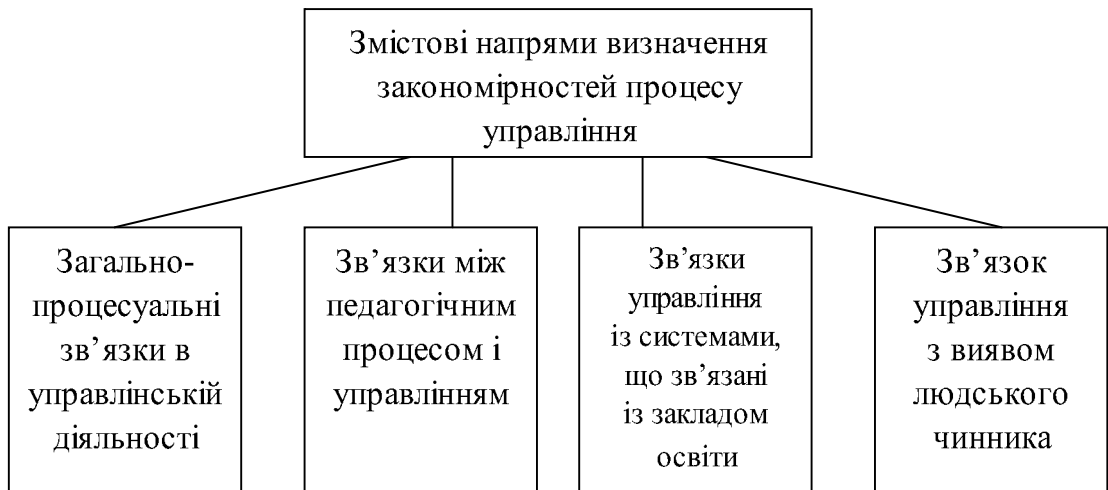 Змістові напрями визначення
закономірностей процесу
управління
Загально-
процесуальні
зв’язки в
управлінській
діяльності
Зв’язки між
педагогічним
процесом і
управлінням
Зв’язки
управління
із системами,
що зв’язані
із закладом
освіти
Зв’язок
управління
з виявом
людського
чинника